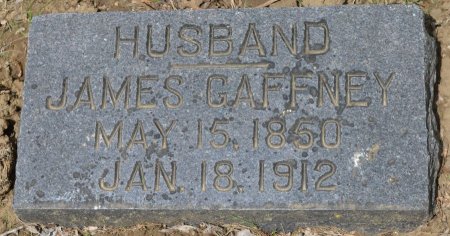 HUSBAND
JAMES GAFFNEY
MAY 15, 1850
JAN. 18, 1912